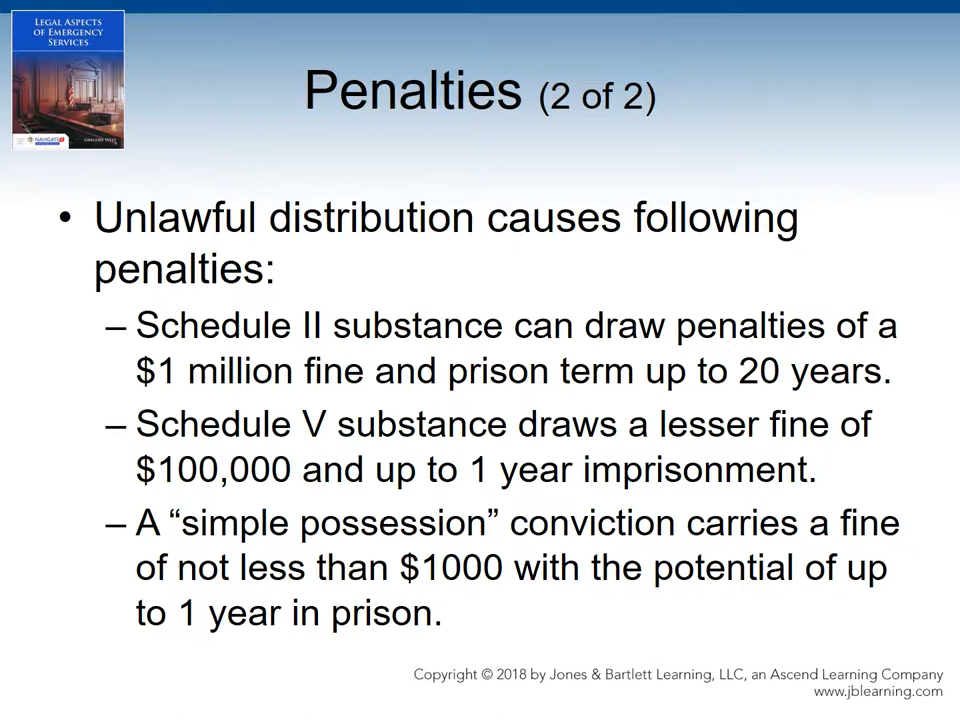 LEGAL ASPECTS
OF EMERGENCY
SERVICES
NAVIGATE
Penalties (2 of 2)
• Unlawful distribution causes following
penalties:
– Schedule II substance can draw penalties of a
$1 million fine and prison term up to 20 years.
– Schedule V substance draws a lesser fine of
$100,000 and up to 1 year imprisonment.
– A “simple possession” conviction carries a fine
of not less than $1000 with the potential of up
to 1 year in prison.
Copyright © 2018 by Jones & Bartlett Learning, LLC, an Ascend Learning Company
www.jblearning.com